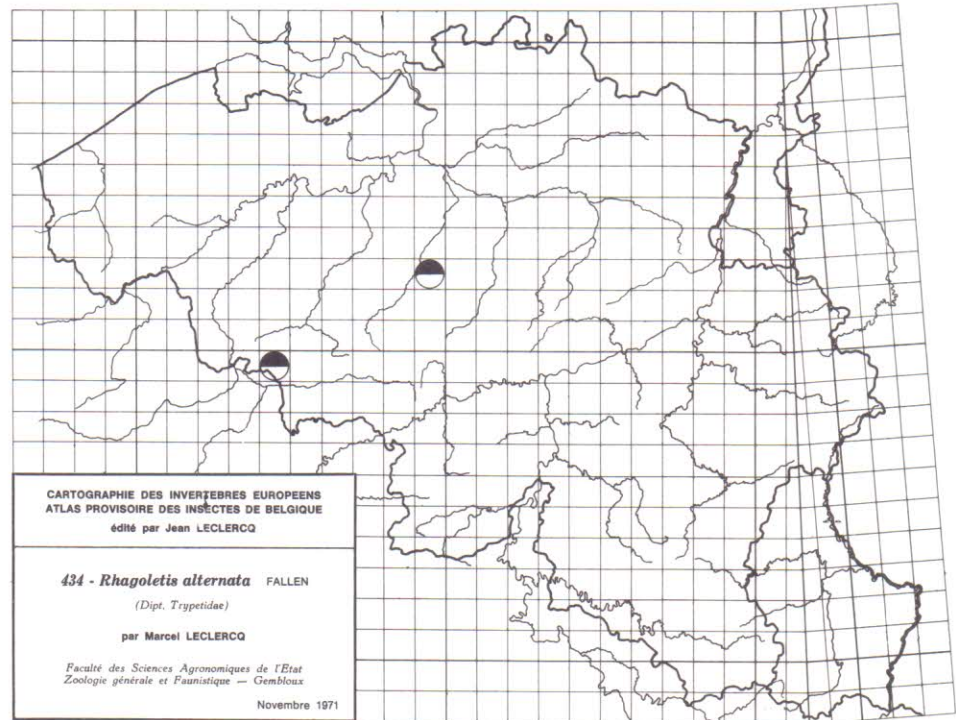 CARTOGRAPHIE DES INVERTEBRES EUROPEENS
ATLAS PROVISOIRE DES INSECTES DE BELGIQUE
édité par Jean LECLERCQ
434 - Rhagoletis alternata FALLEN
(Dipt. Trypetidae)
par Marcel LECLERCQ
Faculté des Sciences Agronomiques de l'Etat
Zoologie générale et Faunistique — Gembloux
Novembre 1971